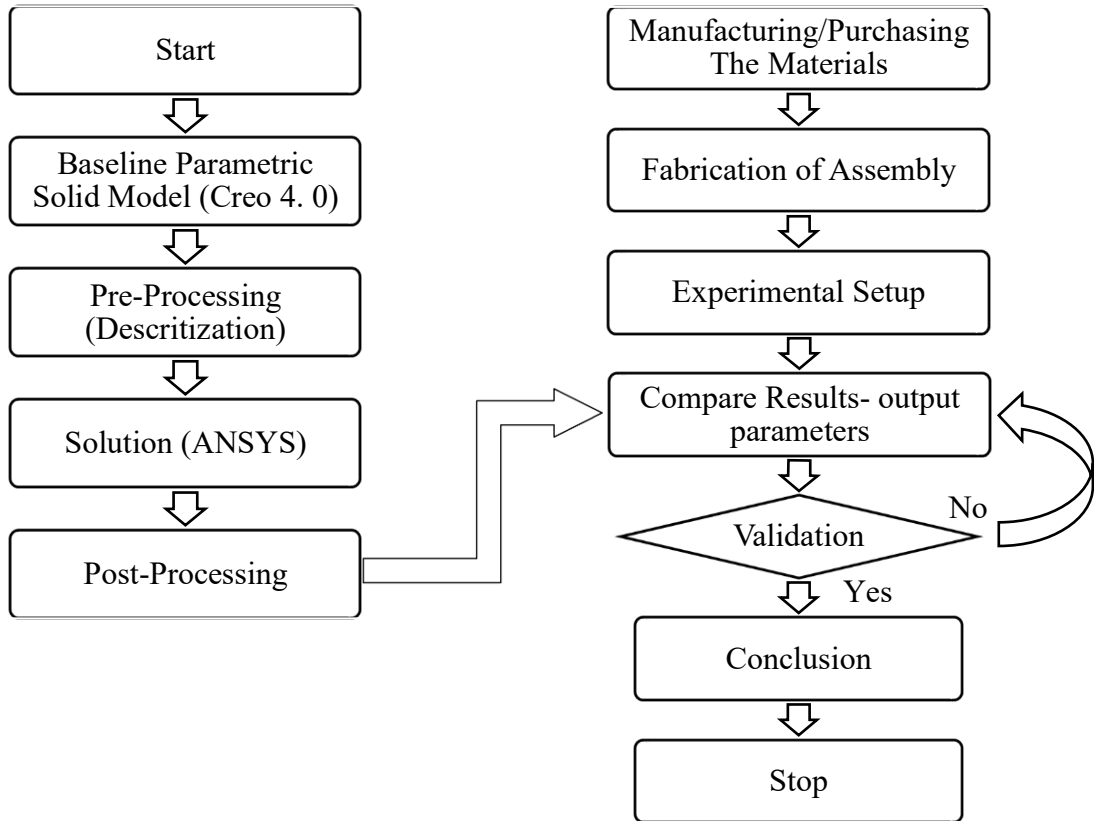 Start
Baseline Parametric
Solid Model (Creo 4. 0)
Pre-Processing
(Descritization)
Solution (ANSYS)
Post-Processing
Manufacturing/Purchasing
The Materials
Fabrication of Assembly
Experimental Setup
Compare Results- output
parameters
Validation
No
Yes
Conclusion
Stop